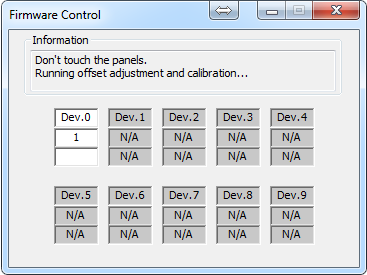 Firmware Control
Information
Don't touch the panels.
Running offset adjustment and calibration...
Dev.0 Dev.1 Dev.2 Dev.3 Dev.4
1 N/A N/A N/A N/A
N/A N/A N/A N/A
Dev.5 Dev.6 Dev.7 Dev.8 Dev.9
N/A N/A N/A N/A N/A
N/A N/A N/A N/A N/A